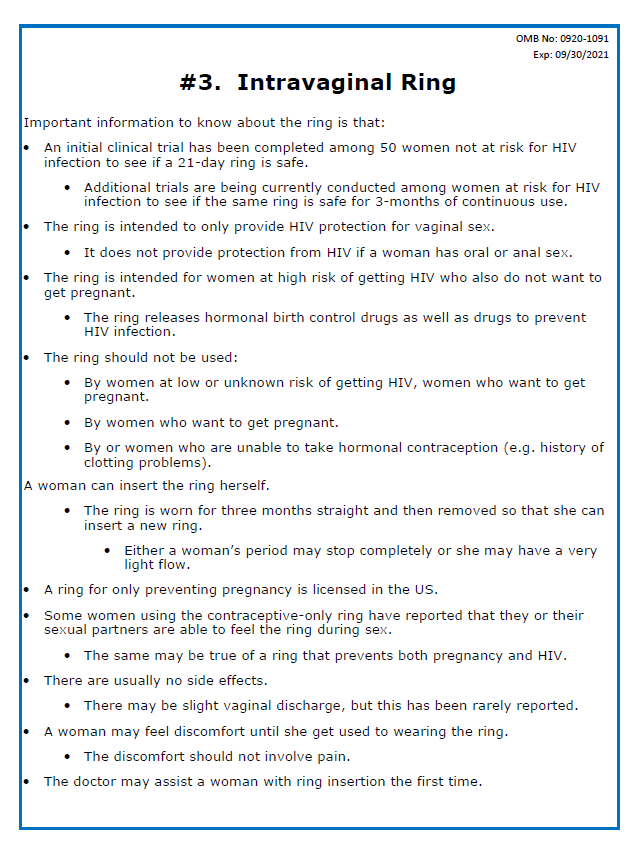 OMB No: 0920-1091
Exp: 09/30/2021
#3. Intravaginal Ring
Important information to know about the ring is that:
• An initial clinical trial has been completed among 50 women not at risk for HIV
infection to see if a 21-day ring is safe.
• Additional trials are being currently conducted among women at risk for HIV
infection to see if the same ring is safe for 3-months of continuous use.
• The ring is intended to only provide HIV protection for vaginal sex.
• It does not provide protection from HIV if a woman has oral or anal sex.
• The ring is intended for women at high risk of getting HIV who also do not want to
get pregnant.
• The ring releases hormonal birth control drugs as well as drugs to prevent
HIV infection.
• The ring should not be used:
• By women at low or unknown risk of getting HIV, women who want to get
pregnant.
• By women who want to get pregnant.
• By or women who are unable to take hormonal contraception (e.g. history of
clotting problems).
A woman can insert the ring herself.
• The ring is worn for three months straight and then removed so that she can
insert a new ring.
• Either a woman's period may stop completely or she may have a very
light flow.
• A ring for only preventing pregnancy is licensed in the US.
• Some women using the contraceptive-only ring have reported that they or their
sexual partners are able to feel the ring during sex.
• The same may be true of a ring that prevents both pregnancy and HIV.
• There are usually no side effects.
• There may be slight vaginal discharge, but this has been rarely reported.
• A woman may feel discomfort until she get used to wearing the ring.
• The discomfort should not involve pain.
• The doctor may assist a woman with ring insertion the first time.